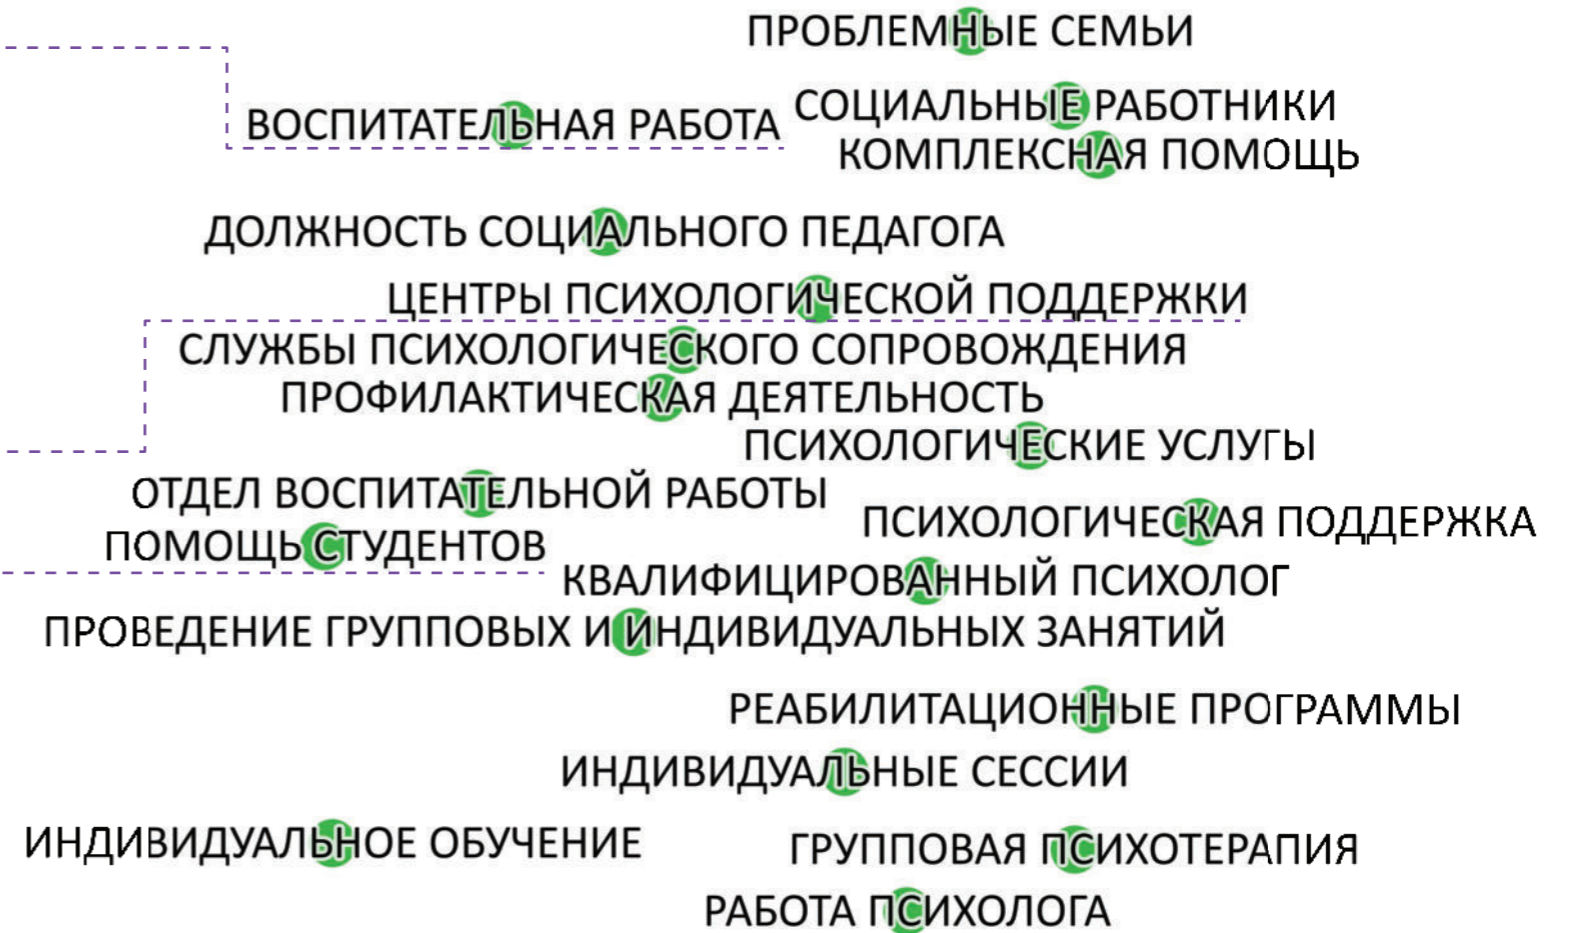 ПРОБЛЕМНЫЕ СЕМЬИ
ВОСПИТАТЕЛЬНАЯ РАБОТА
СОЦИАЛЬНЫЕ РАБОТНИКИ
КОМПЛЕКСНАЯ ПОМОЩЬ
ДОЛЖНОСТЬ СОЦИАЛЬНОГО ПЕДАГОГА
ЦЕНТРЫ ПСИХОЛОГИЧЕСКОЙ ПОДДЕРЖКИ
СЛУЖБЫ ПСИХОЛОГИЧЕСКОГО СОПРОВОЖДЕНИЯ
ПРОФИЛАКТИЧЕСКАЯ ДЕЯТЕЛЬНОСТЬ
ПСИХОЛОГИЧЕСКИЕ УСЛУГЫ
ОТДЕЛ ВОСПИТАТЕЛЬНОЙ РАБОТЫ
ПСИХОЛОГИЧЕСКАЯ ПОДДЕРЖКА
ПОМОЩЬ СТУДЕНТОВ
КВАЛИФИЦИРОВАННЫЙ ПСИХОЛОГ
ПРОВЕДЕНИЕ ГРУППОВЫХ И ИНДИВИДУАЛЬНЫХ ЗАНЯТИЙ
РЕАБИЛИТАЦИОННЫЕ ПРОГРАММЫ
ИНДИВИДУАЛЬНЫЕ СЕССИИ
ИНДИВИДУАЛЬНОЕ ОБУЧЕНИЕ
ГРУППОВАЯ ПСИХОТЕРАПИЯ
РАБОТА ПСИХОЛОГА